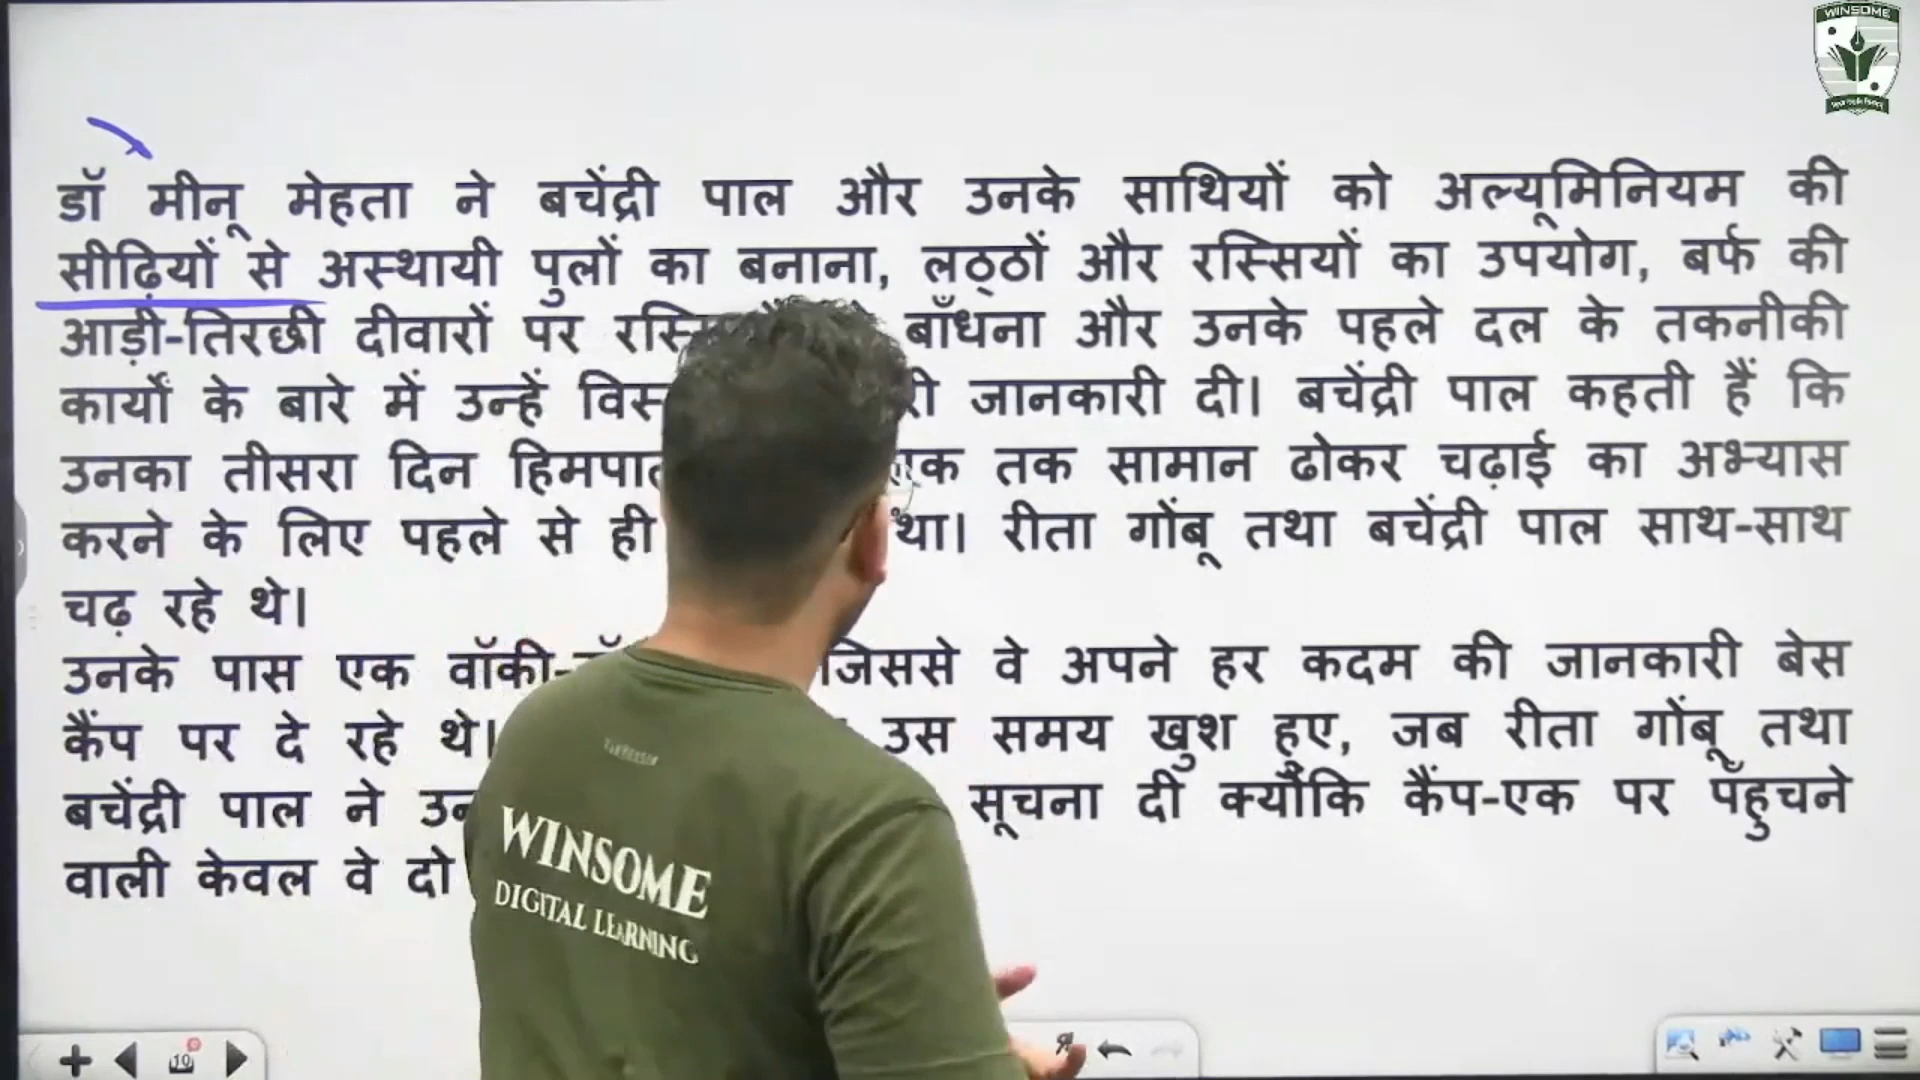 WINSOME
डॉ मीनू मेहता ने बचेंद्री पाल और उनके साथियों को अल्यूमिनियम की
सीढ़ियों से अस्थायी पुलों का बनाना, लठ्ठों और रस्सियों का उपयोग, बर्फ की
आड़ी-तिरछी दीवारों पर बाँधना और उनके पहले दल के तकनीकी
कार्यों के बारे में उन्हें जानकारी दी। बचेंद्री पाल कहती हैं कि
उनका तीसरा दिन तक सामान ढोकर चढ़ाई का अभ्यास
करने के लिए पहले से ही था। रीता गोंबू तथा बचेंद्री पाल साथ-साथ
चढ़ रहे थे।
उनके पास एक जिससे वे अपने हर कदम की जानकारी बेस
कैंप पर दे रहे थे। उस समय खुश हुए, जब रीता गोंबू तथा
बचेंद्री पाल ने सूचना दी क्योंकि कैंप-एक पर पँहुचने
वाली केवल वे दो
WINSOME
DIGITAL LEARNING
10